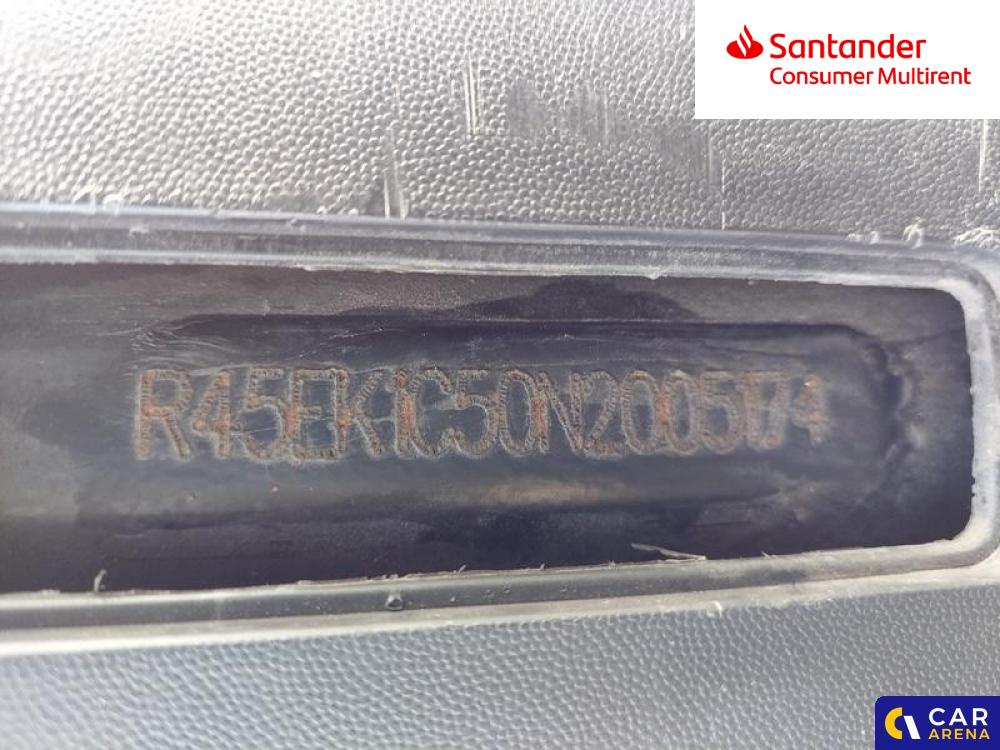 Santander
Consumer Multirent
R45EK1C50N2005174
CAR
ARENA